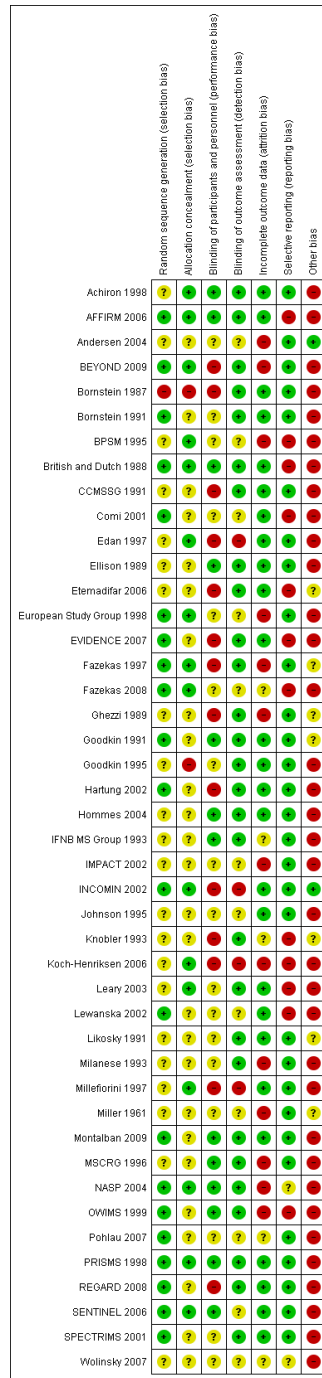 Random sequence generation (selection bias)
Allocation concealment (selection bias)
Blinding of participants and personnel (performance bias)
Blinding of outcome assessment (detection bias)
Incomplete outcome data (attrition bias)
Selective reporting (reporting bias)
Other bias
Achiron 1998 ? + + + + + -
AFFIRM 2006 + + + + + - -
Andersen 2004 ? ? ? ? - + +
BEYOND 2009 + + - + - + -
Bornstein 1987 - - - + + + -
Bornstein 1991 + ? ? + + + -
BPSM 1995 ? + ? ? - - -
British and Dutch 1988 + + + + + - -
CCMSSG 1991 ? ? - + + + -
Comi 2001 + ? ? ? + - -
Edan 1997 ? + - - + + -
Ellison 1989 ? ? + + + + -
Etemadifar 2006 ? ? - + + - ?
European Study Group 1998 + + ? ? - + -
EVIDENCE 2007 + ? - + + - -
Fazekas 1997 + + - + - + ?
Fazekas 2008 + + ? ? ? - -
Ghezzi 1989 ? ? - + - + ?
Goodkin 1991 + ? + + + + ?
Goodkin 1995 ? - ? + + + -
Hartung 2002 + ? - + + + -
Hommes 2004 ? ? + + + + -
IFNB MS Group 1993 ? ? + + ? + -
IMPACT 2002 ? ? ? ? - + -
INCOMIN 2002 + + - - + + +
Johnson 1995 ? ? ? ? + + -
Knobler 1993 ? ? - + ? - ?
Koch-Henriksen 2006 ? + - - - - -
Leary 2003 ? + ? + + - -
Lewanska 2002 + ? ? ? + - -
Likosky 1991 ? ? ? + + + ?
Milanese 1993 ? ? ? + - + -
Millefiorini 1997 ? + - - + + -
Miller 1961 ? ? ? ? - + ?
Montalban 2009 + ? + + + + -
MSCRG 1996 ? ? + + - + -
NASP 2004 + + + + - ? -
OWIMS 1999 + ? + + - - -
Pohlau 2007 + ? ? ? ? + -
PRISMS 1998 + + + + + + -
REGARD 2008 + ? - + + + -
SENTINEL 2006 + + + ? + + -
SPECTRIMS 2001 + ? ? + + + -
Wolinsky 2007 ? ? ? ? ? ? -